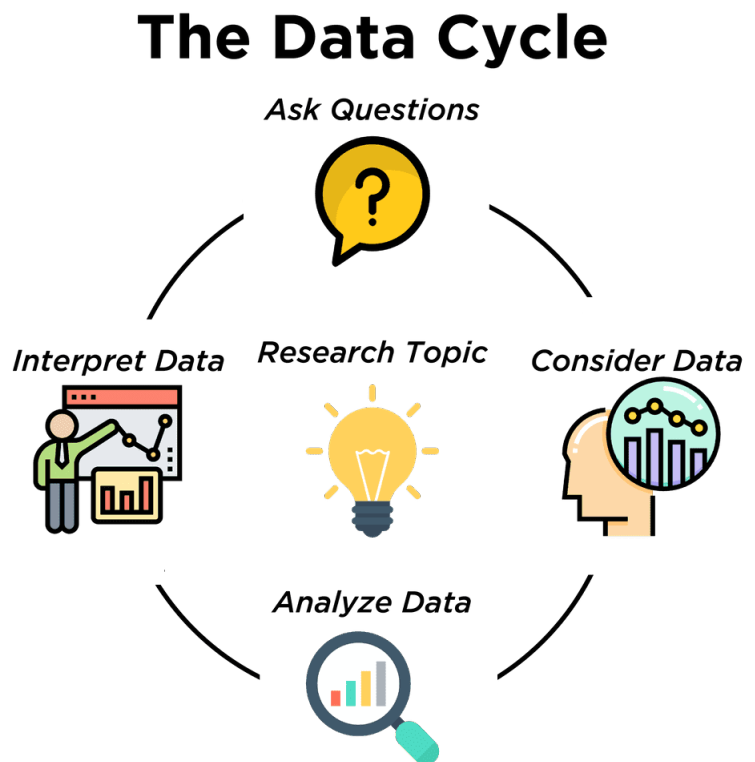 The Data Cycle
Ask Questions
?
Interpret Data
Research Topic
Consider Data
Analyze Data